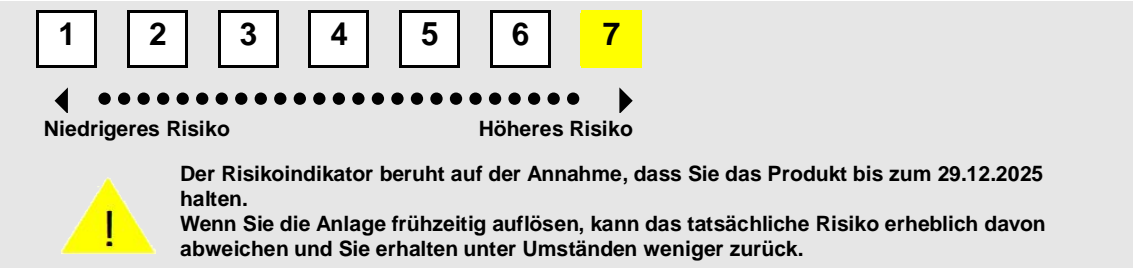 1 2 3 4 5 6 7
Niedrigeres Risiko Höheres Risiko
Der Risikoindikator beruht auf der Annahme, dass Sie das Produkt bis zum 29.12.2025
halten.
Wenn Sie die Anlage frühzeitig auflösen, kann das tatsächliche Risiko erheblich davon
abweichen und Sie erhalten unter Umständen weniger zurück.
!